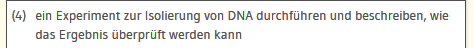 (4) ein Experiment zur Isolierung von DNA durchführen und beschreiben, wie
das Ergebnis überprüft werden kann